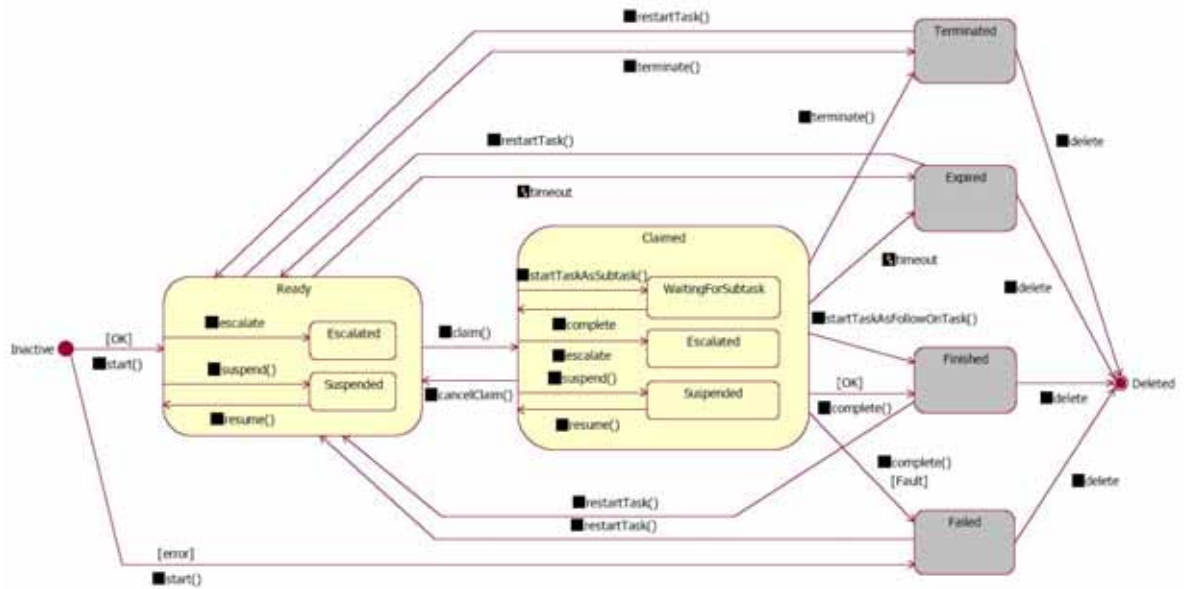 restartTask()
Terminated
terminate()
terminate()
restartTask()
delete
Expired
timeout
Claimed
timeout
startTaskAsSubtask()
Ready
WaitingForSubtask
delete
startTaskAsFollowOnTask()
escalate
complete
claim()
[OK]
Escalated
Escalated
Inactive
start()
escalate
Finished
suspend()
suspend()
[OK]
Deleted
Suspended
cancelClaim()
Suspended
delete
complete()
resume()
resume()
complete()
[Fault]
delete
restartTask()
restartTask()
Failed
[error]
start()